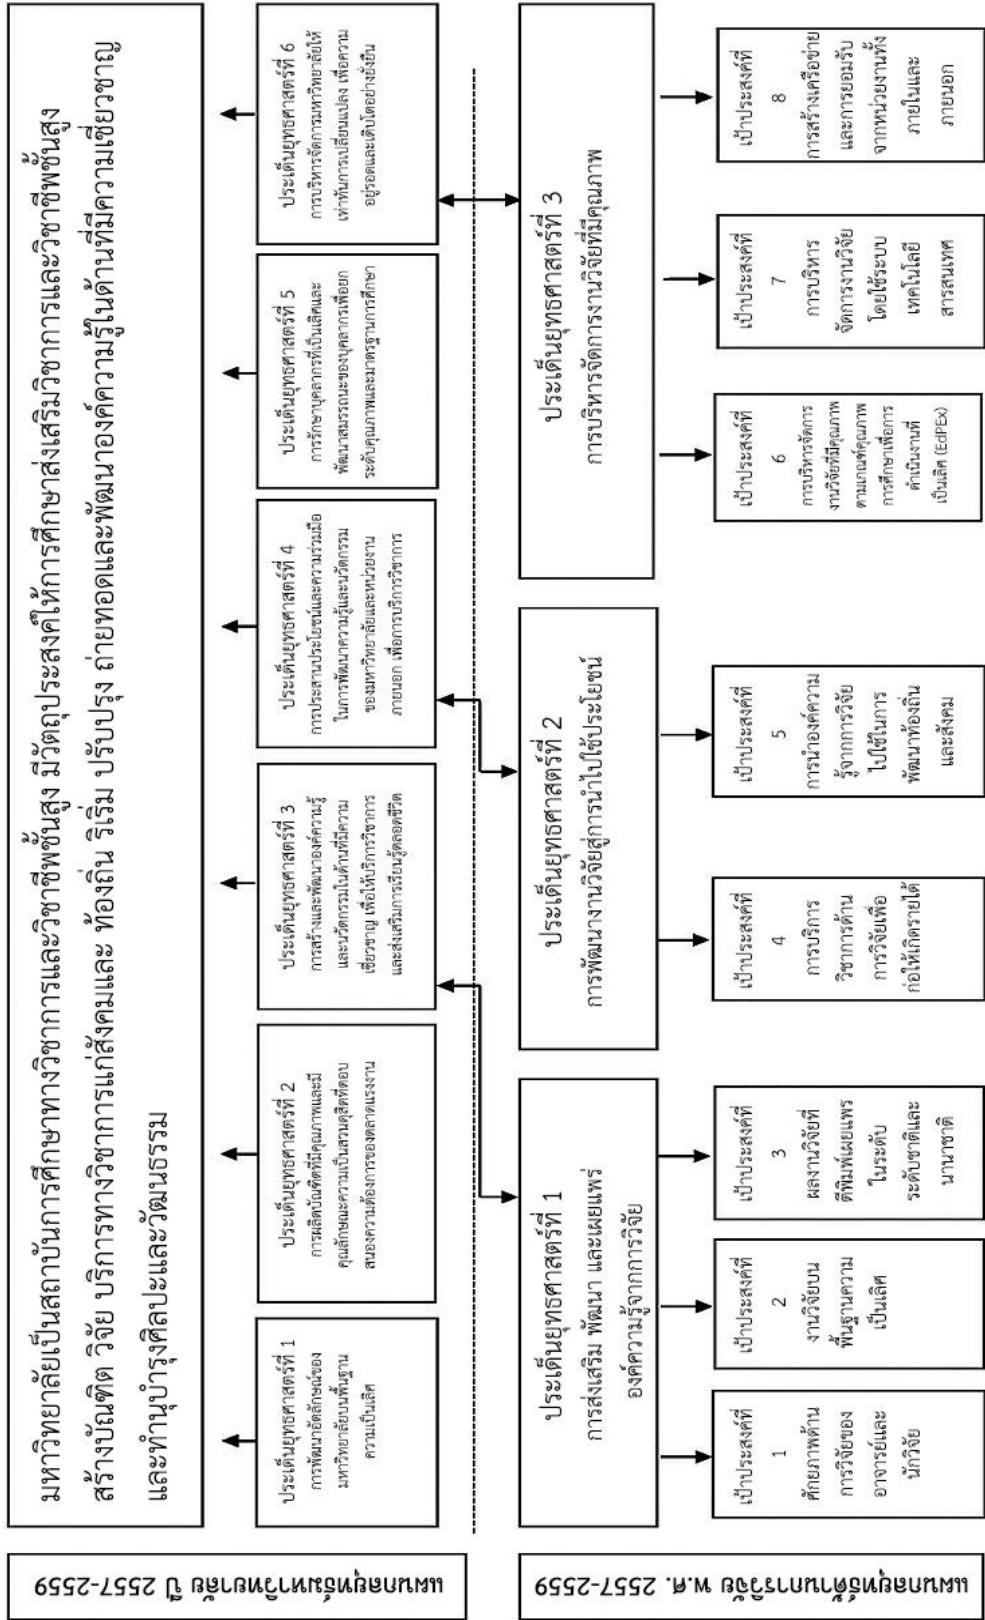 แผนกลยุทธ์มหาวิทยาลัย ปี 2557-2559
มหาวิทยาลัยเป็นสถาบันการศึกษาทางวิชาการและวิชาชีพชั้นสูง มีวัตถุประสงค์ให้การศึกษาส่งเสริมวิชาการและวิชาชีพชั้นสูง
สร้างบัณฑิต วิจัย บริการทางวิชาการแก่สังคมและ ท้องถิ่น ริเริ่ม ปรับปรุง ถ่ายทอดและพัฒนาองค์ความรู้ในด้านที่มีความเชี่ยวชาญ
และทำนุบำรุงศิลปะและวัฒนธรรม
ประเด็นยุทธศาสตร์ที่ 1
การพัฒนาอัตลักษณ์ของ
มหาวิทยาลัยบนพื้นฐาน
ความเป็นเลิศ
ประเด็นยุทธศาสตร์ที่ 2
การผลิตบัณฑิตที่มีคุณภาพและมี
คุณลักษณะความเป็นสวนดุสิตที่ตอบ
สนองความต้องการของตลาดแรงงาน
ประเด็นยุทธศาสตร์ที่ 3
การสร้างและพัฒนาองค์ความรู้
และนวัตกรรมในด้านที่มีความ
เชี่ยวชาญ เพื่อให้บริการวิชาการ
และส่งเสริมการเรียนรู้ตลอดชีวิต
ประเด็นยุทธศาสตร์ที่ 4
การประสานประโยชน์และความร่วมมือ
ในการพัฒนาความรู้และนวัตกรรม
ของมหาวิทยาลัยและหน่วยงาน
ภายนอก เพื่อการบริการวิชาการ
ประเด็นยุทธศาสตร์ที่ 5
การรักษาบุคลากรที่เป็นเลิศและ
พัฒนาสมรรถนะของบุคลากรเพื่อยก
ระดับคุณภาพและมาตรฐานการศึกษา
ประเด็นยุทธศาสตร์ที่ 6
การบริหารจัดการมหาวิทยาลัยให้
เท่าทันการเปลี่ยนแปลง เพื่อความ
อยู่รอดและเติบโตอย่างยั่งยืน
แผนกลยุทธ์ด้านการวิจัย พ.ศ. 2557-2559
ประเด็นยุทธศาสตร์ที่ 1
การส่งเสริม พัฒนา และเผยแพร่
องค์ความรู้จากการวิจัย
ประเด็นยุทธศาสตร์ที่ 2
การพัฒนางานวิจัยสู่การนำไปใช้ประโยชน์
ประเด็นยุทธศาสตร์ที่ 3
การบริหารจัดการงานวิจัยที่มีคุณภาพ
เป้าประสงค์ที่
1
ศักยภาพด้าน
การวิจัยของ
อาจารย์และ
นักวิจัย
เป้าประสงค์ที่
2
งานวิจัยบน
พื้นฐานความ
เป็นเลิศ
เป้าประสงค์ที่
3
ผลงานวิจัยที่
ตีพิมพ์เผยแพร่
ในระดับ
ระดับชาติและ
นานาชาติ
เป้าประสงค์ที่
4
การบริการ
วิชาการด้าน
การวิจัยเพื่อ
ก่อให้เกิดรายได้
เป้าประสงค์ที่
5
การนำองค์ความ
รู้จากการวิจัย
ไปใช้ในการ
พัฒนาท้องถิ่น
และสังคม
เป้าประสงค์ที่
6
การบริหารจัดการ
งานวิจัยที่มีคุณภาพ
ตามเกณฑ์คุณภาพ
การศึกษาเพื่อการ
ดำเนินงานที่
เป็นเลิศ (EdPEx)
เป้าประสงค์ที่
7
การบริหาร
จัดการงานวิจัย
โดยใช้ระบบ
เทคโนโลยี
สารสนเทศ
เป้าประสงค์ที่
8
การสร้างเครือข่าย
และการยอมรับ
จากหน่วยงานทั้ง
ภายในและ
ภายนอก